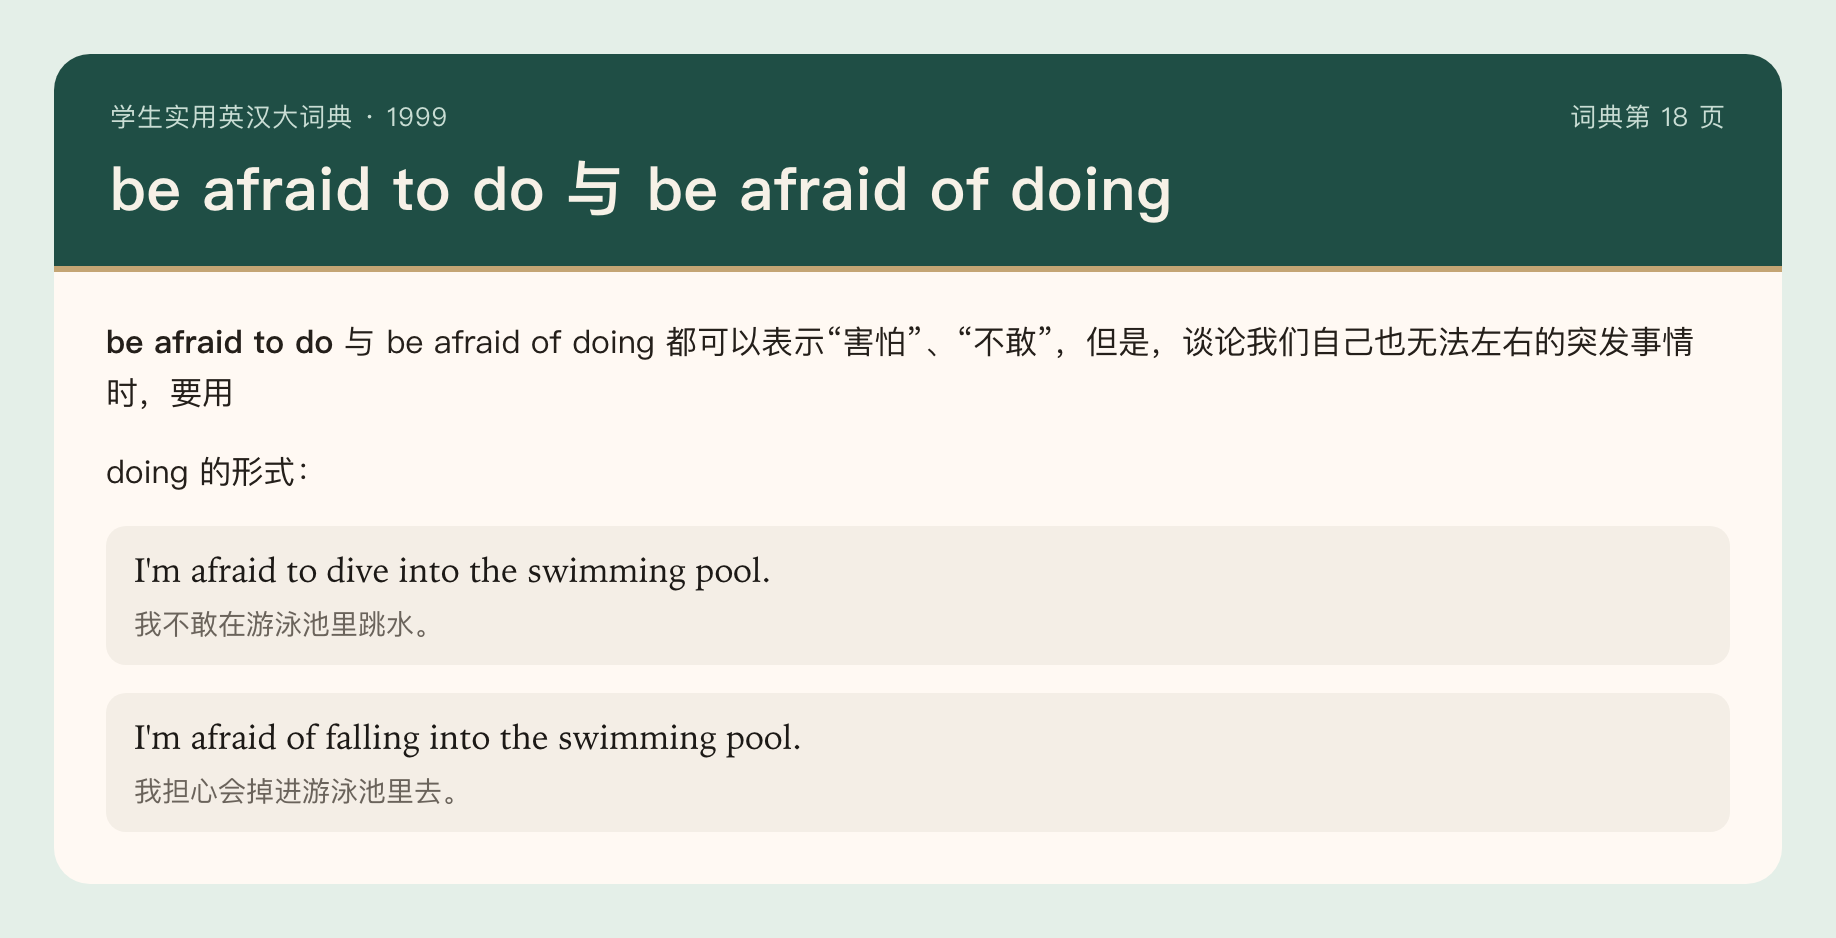 学生实用英汉大词典 · 1999
词典第 18 页
be afraid to do 与 be afraid of doing
be afraid to do 与 be afraid of doing 都可以表示“害怕”、“不敢”，但是，谈论我们自己也无法左右的突发事情
时，要用
doing 的形式：
I'm afraid to dive into the swimming pool.
我不敢在游泳池里跳水。
I'm afraid of falling into the swimming pool.
我担心会掉进游泳池里去。